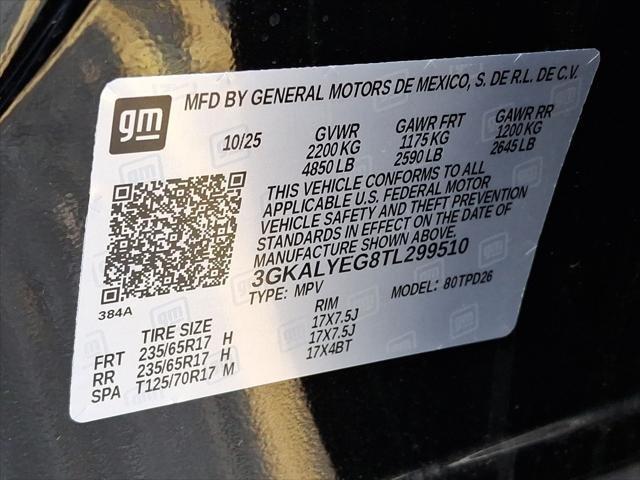 gm MFD BY GENERAL MOTORS DE MEXICO, S. DE R.L. DE C.V.
10/25 GVWR GAWR FRT GAWR RR
2200 KG 1175 KG 1200 KG
4850 LB 2590 LB 2645 LB
THIS VEHICLE CONFORMS TO ALL
APPLICABLE U.S. FEDERAL MOTOR
VEHICLE SAFETY AND THEFT PREVENTION
STANDARDS IN EFFECT ON THE DATE OF
MANUFACTURE SHOWN ABOVE.
3GKALYEG8TL299510
TYPE: MPV MODEL: 80TPD26
384A
TIRE SIZE RIM
FRT 235/65R17 H 17X7.5J
RR 235/65R17 H 17X7.5J
SPA T125/70R17 M 17X4BT